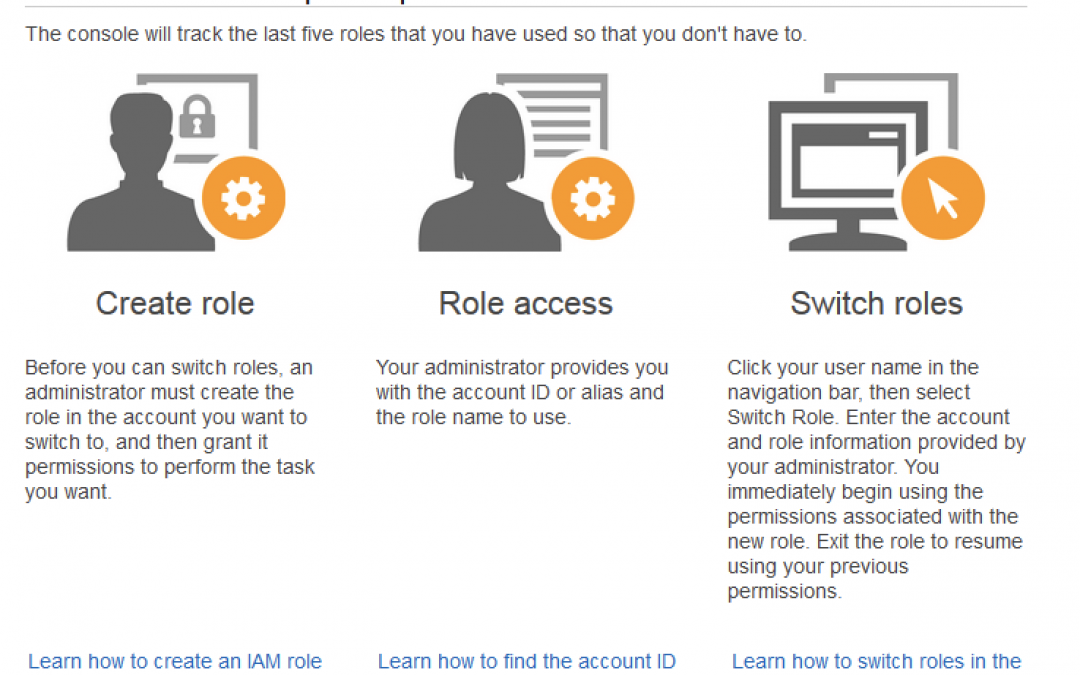 The console will track the last five roles that you have used so that you don't have to.
Create role
Before you can switch roles, an
administrator must create the
role in the account you want to
switch to, and then grant it
permissions to perform the task
you want.
Learn how to create an IAM role
Role access
Your administrator provides you
with the account ID or alias and
the role name to use.
Learn how to find the account ID
Switch roles
Click your user name in the
navigation bar, then select
Switch Role. Enter the account
and role information provided by
your administrator. You
immediately begin using the
permissions associated with the
new role. Exit the role to resume
using your previous
permissions.
Learn how to switch roles in the